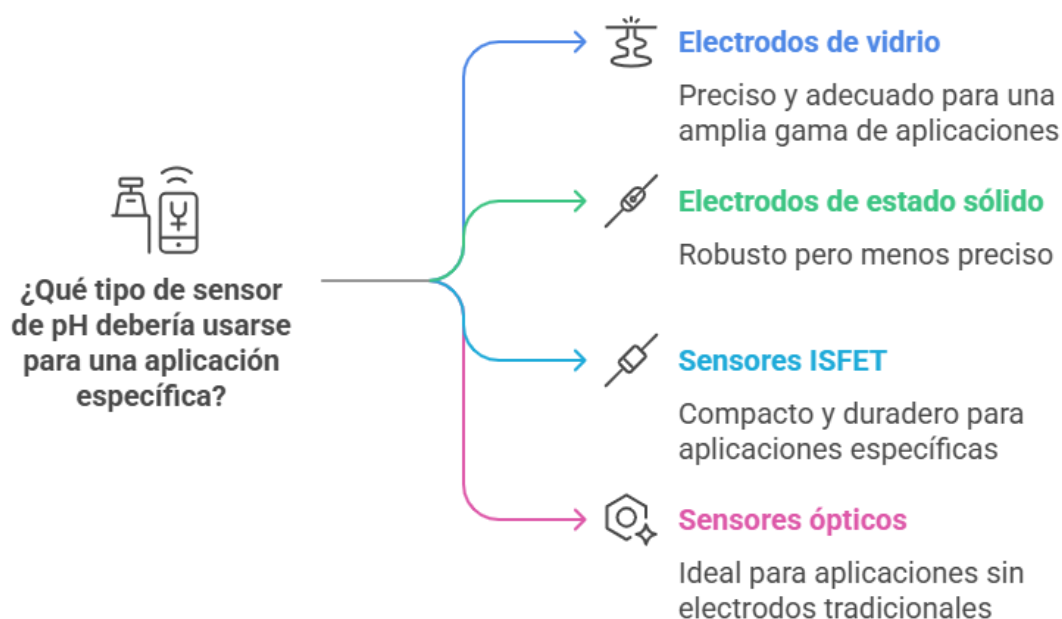 ¿Qué tipo de sensor
de pH debería usarse
para una aplicación
específica?
Electrodos de vidrio
Preciso y adecuado para una
amplia gama de aplicaciones
Electrodos de estado sólido
Robusto pero menos preciso
Sensores ISFET
Compacto y duradero para
aplicaciones específicas
Sensores ópticos
Ideal para aplicaciones sin
electrodos tradicionales